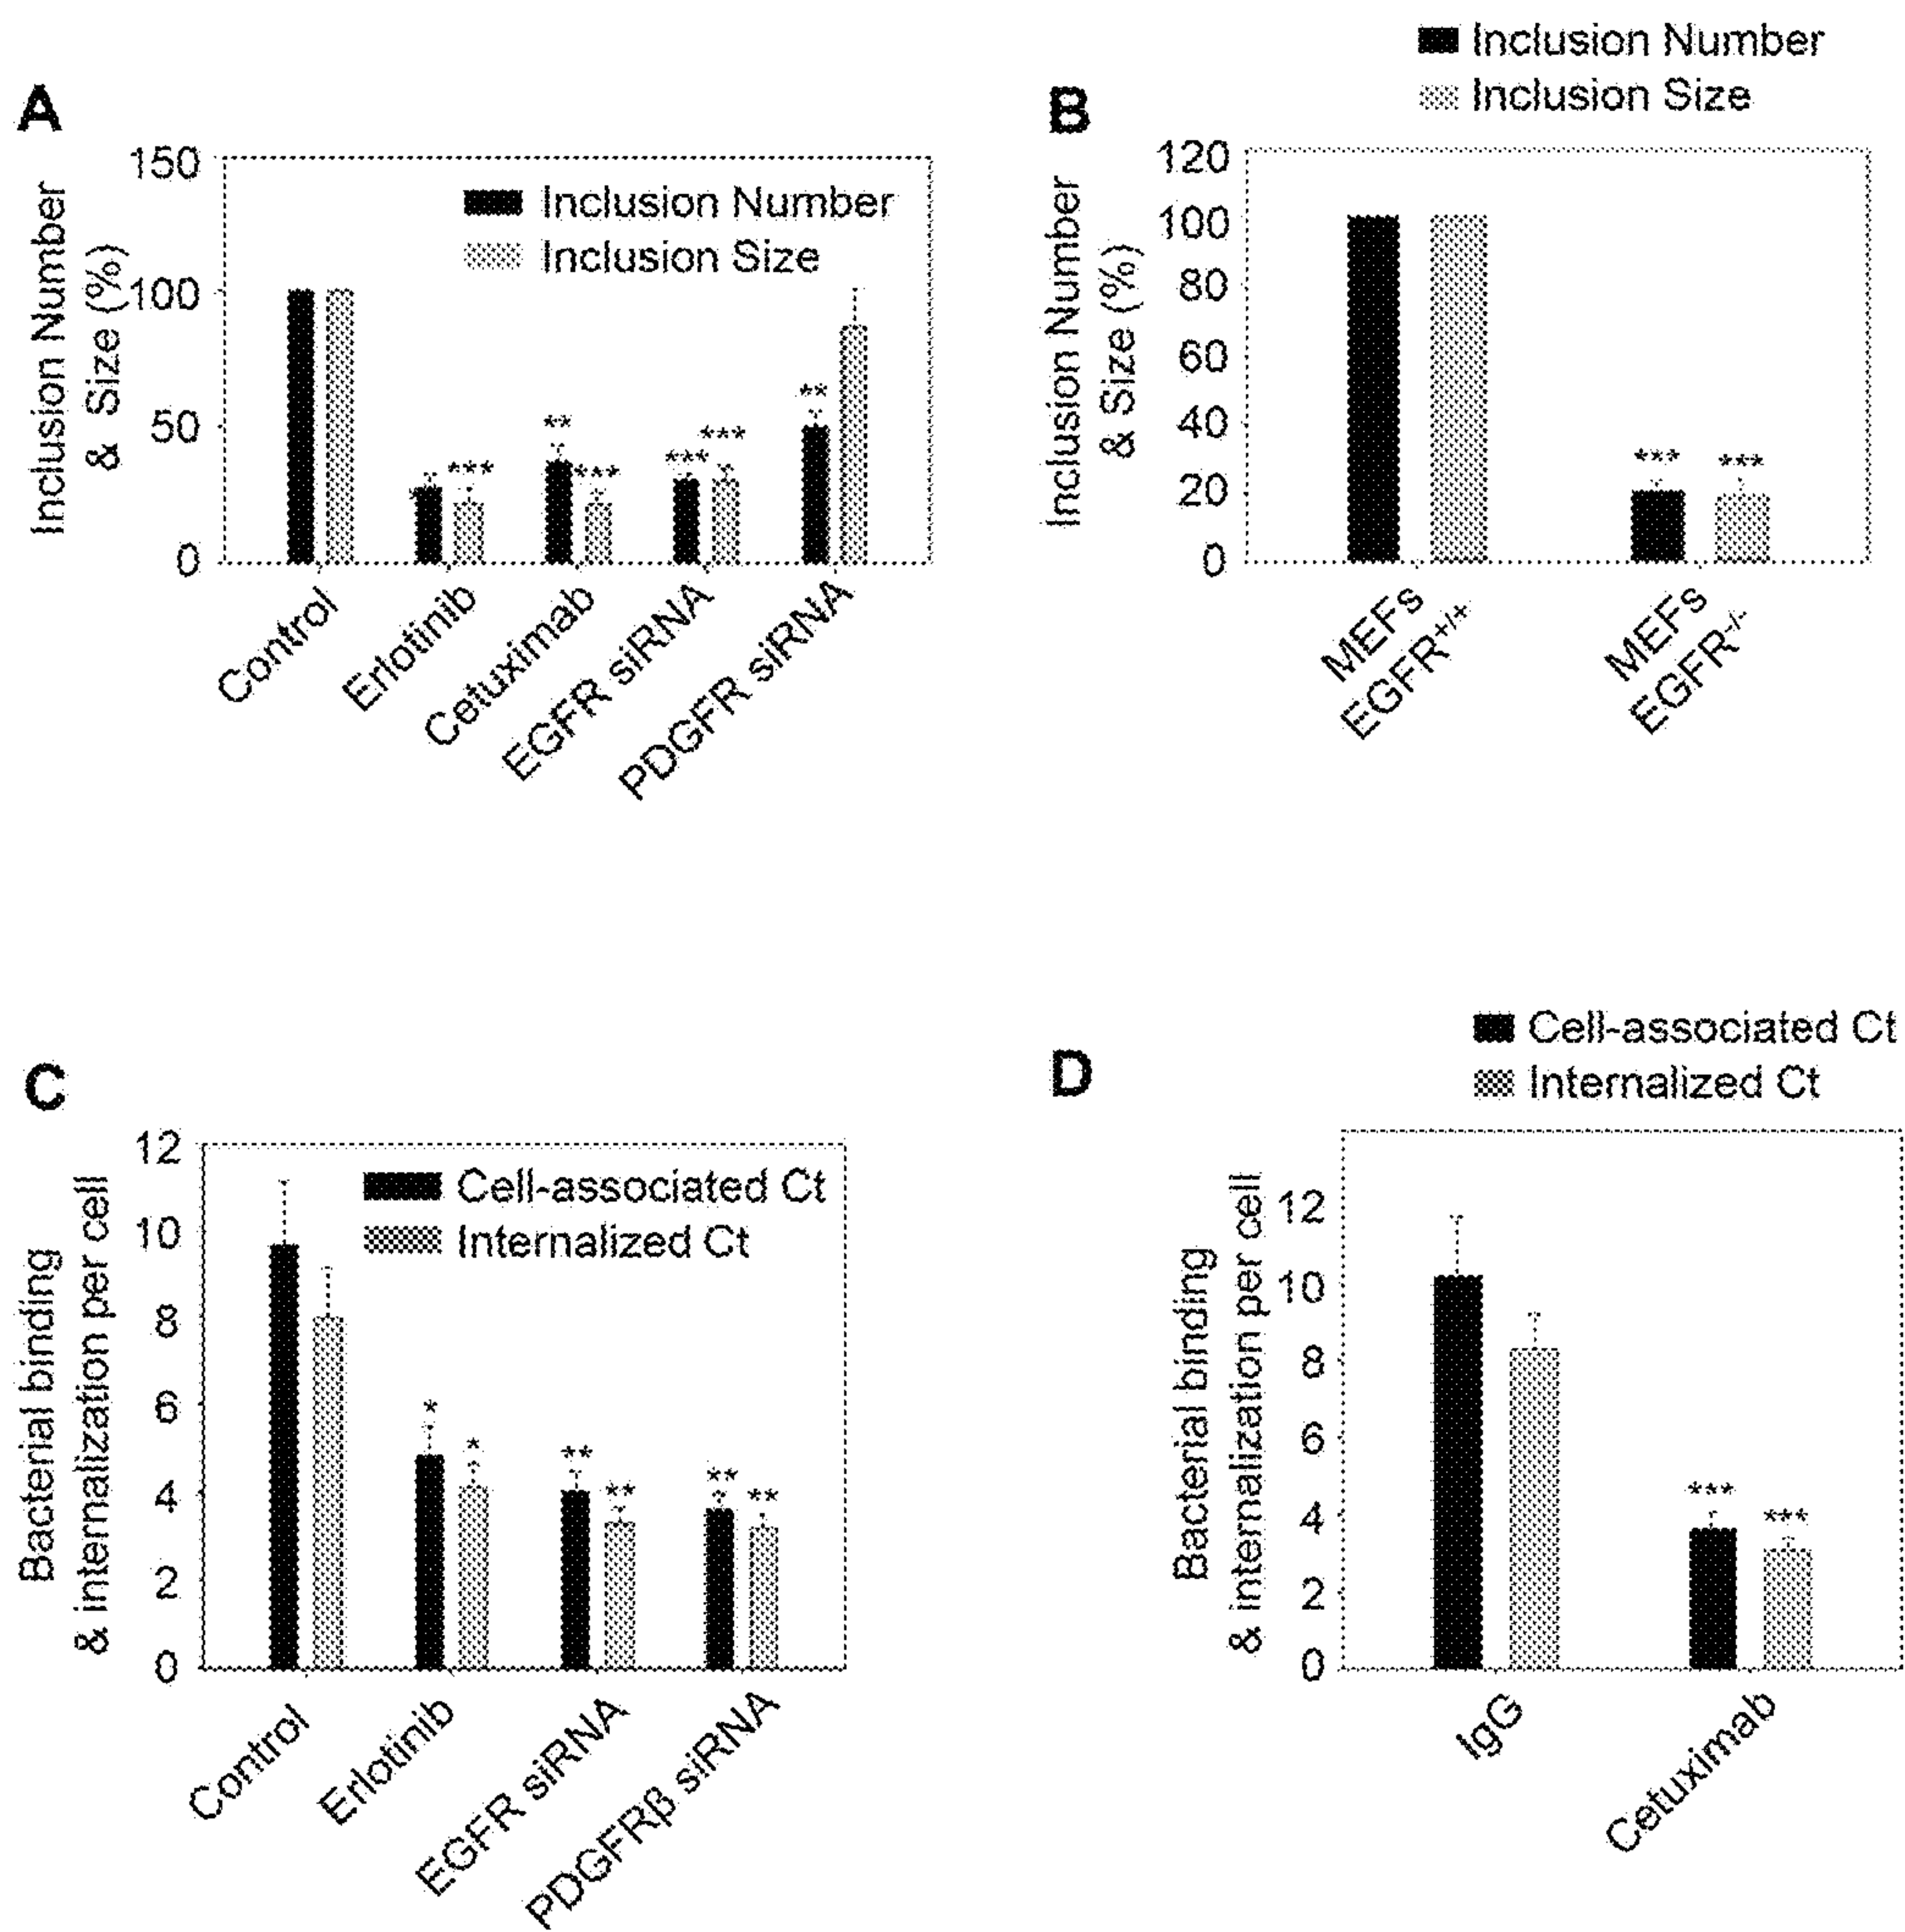 A
150
100
50
0
Inclusion Number
& Size (%)
Inclusion Number
Inclusion Size
**
***
***
***
***
**
Control
Erlotinib
Cetuximab
EGFR siRNA
PDGFR siRNA
B
Inclusion Number
Inclusion Size
120
100
80
60
40
20
0
Inclusion Number
& Size (%)
***
***
MEFs
EGFR+/+
MEFs
EGFR-/-
C
12
10
8
6
4
2
0
Bacterial binding
& internalization per cell
Cell-associated Ct
Internalized Ct
*
*
**
**
**
**
Control
Erlotinib
EGFR siRNA
PDGFRβ siRNA
D
Cell-associated Ct
Internalized Ct
12
10
8
6
4
2
0
Bacterial binding
& internalization per cell
***
***
IgG
Cetuximab